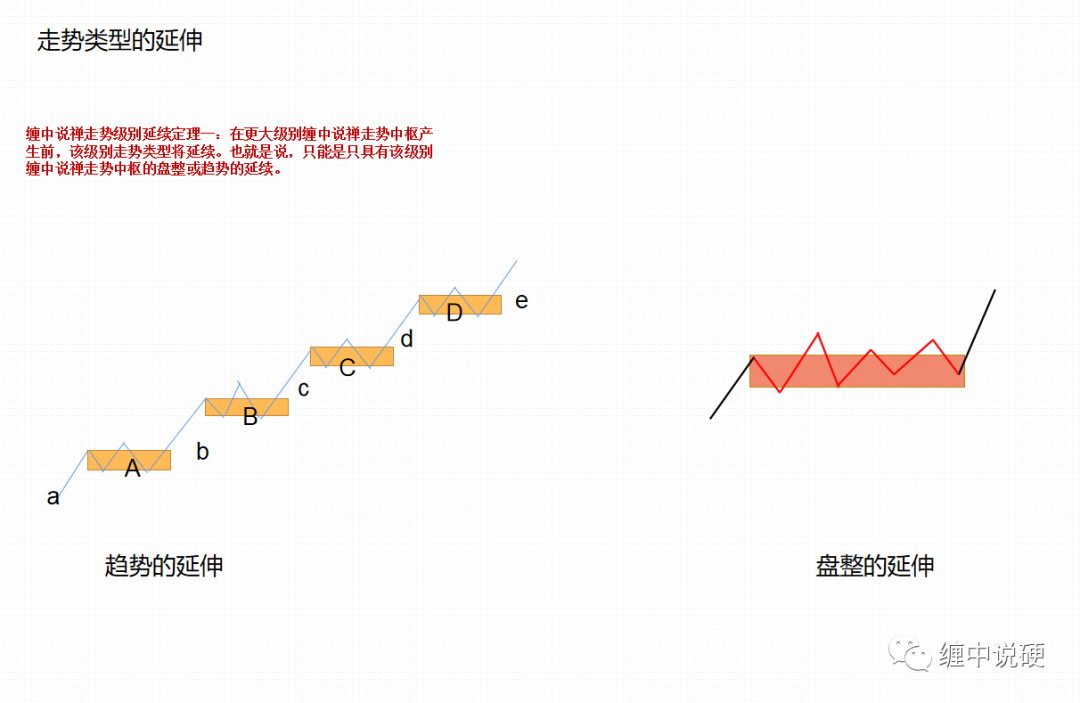 走势类型的延伸
缠中说禅走势级别延续定理一：在更大级别缠中说禅走势中枢产
生前，该级别走势类型将延续。也就是说，只能是只具有该级别
缠中说禅走势中枢的盘整或趋势的延续。
e
D
d
C
c
B
b
A
a
趋势的延伸
盘整的延伸
缠中说硬